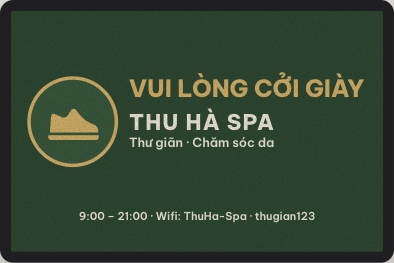 VUI LÒNG CỞI GIÀY
THU HÀ SPA
Thư giãn · Chăm sóc da
9:00 – 21:00 · Wifi: ThuHa-Spa · thugian123